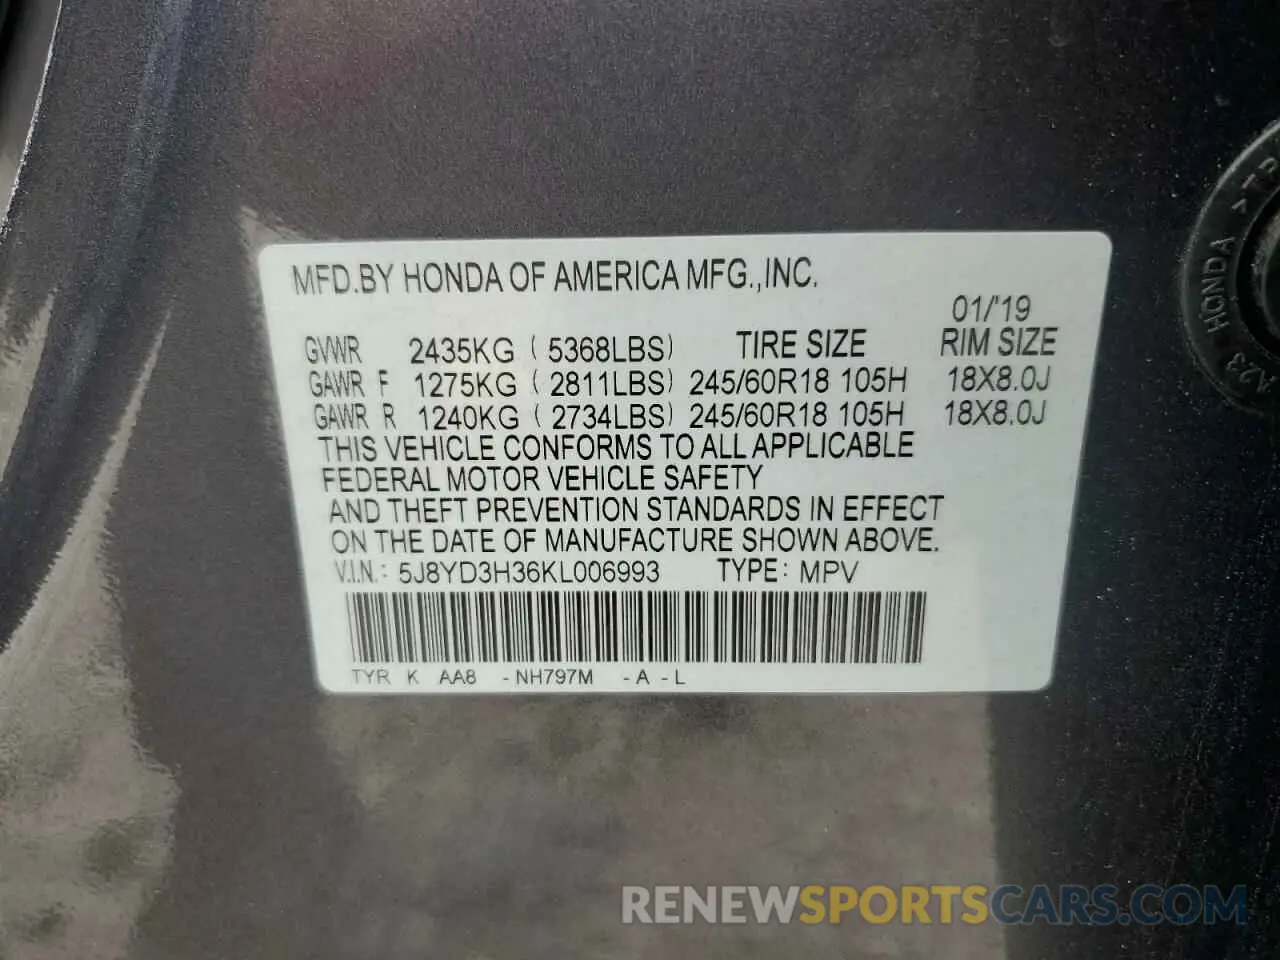 MFD.BY HONDA OF AMERICA MFG.,INC.
01/'19
GVWR 2435KG ( 5368LBS) TIRE SIZE RIM SIZE
GAWR F 1275KG ( 2811LBS) 245/60R18 105H 18X8.0J
GAWR R 1240KG ( 2734LBS) 245/60R18 105H 18X8.0J
THIS VEHICLE CONFORMS TO ALL APPLICABLE
FEDERAL MOTOR VEHICLE SAFETY
AND THEFT PREVENTION STANDARDS IN EFFECT
ON THE DATE OF MANUFACTURE SHOWN ABOVE.
V.I.N.: 5J8YD3H36KL006993 TYPE: MPV
TYR K AA8 - NH797M - A - L
A23 HONDA
RENEWSPORTSCARS.COM